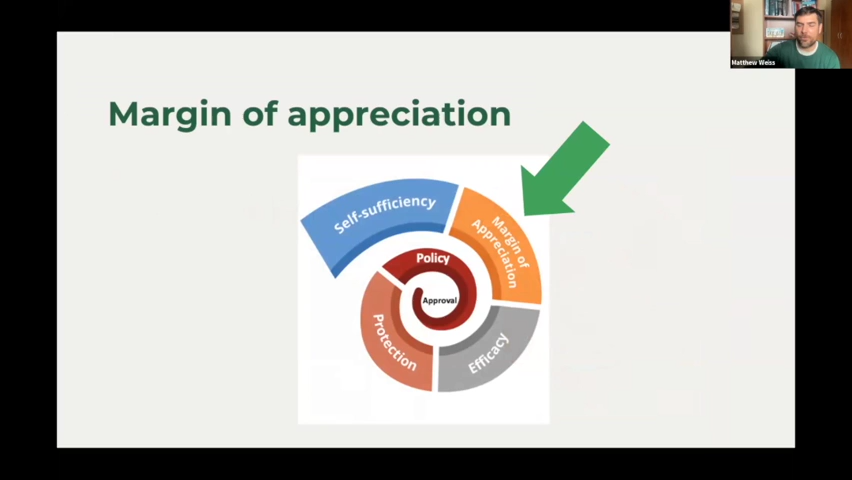 Matthew Weiss
Margin of appreciation
Self-sufficiency
Margin of
Appreciation
Policy
Approval
Protection
Efficacy